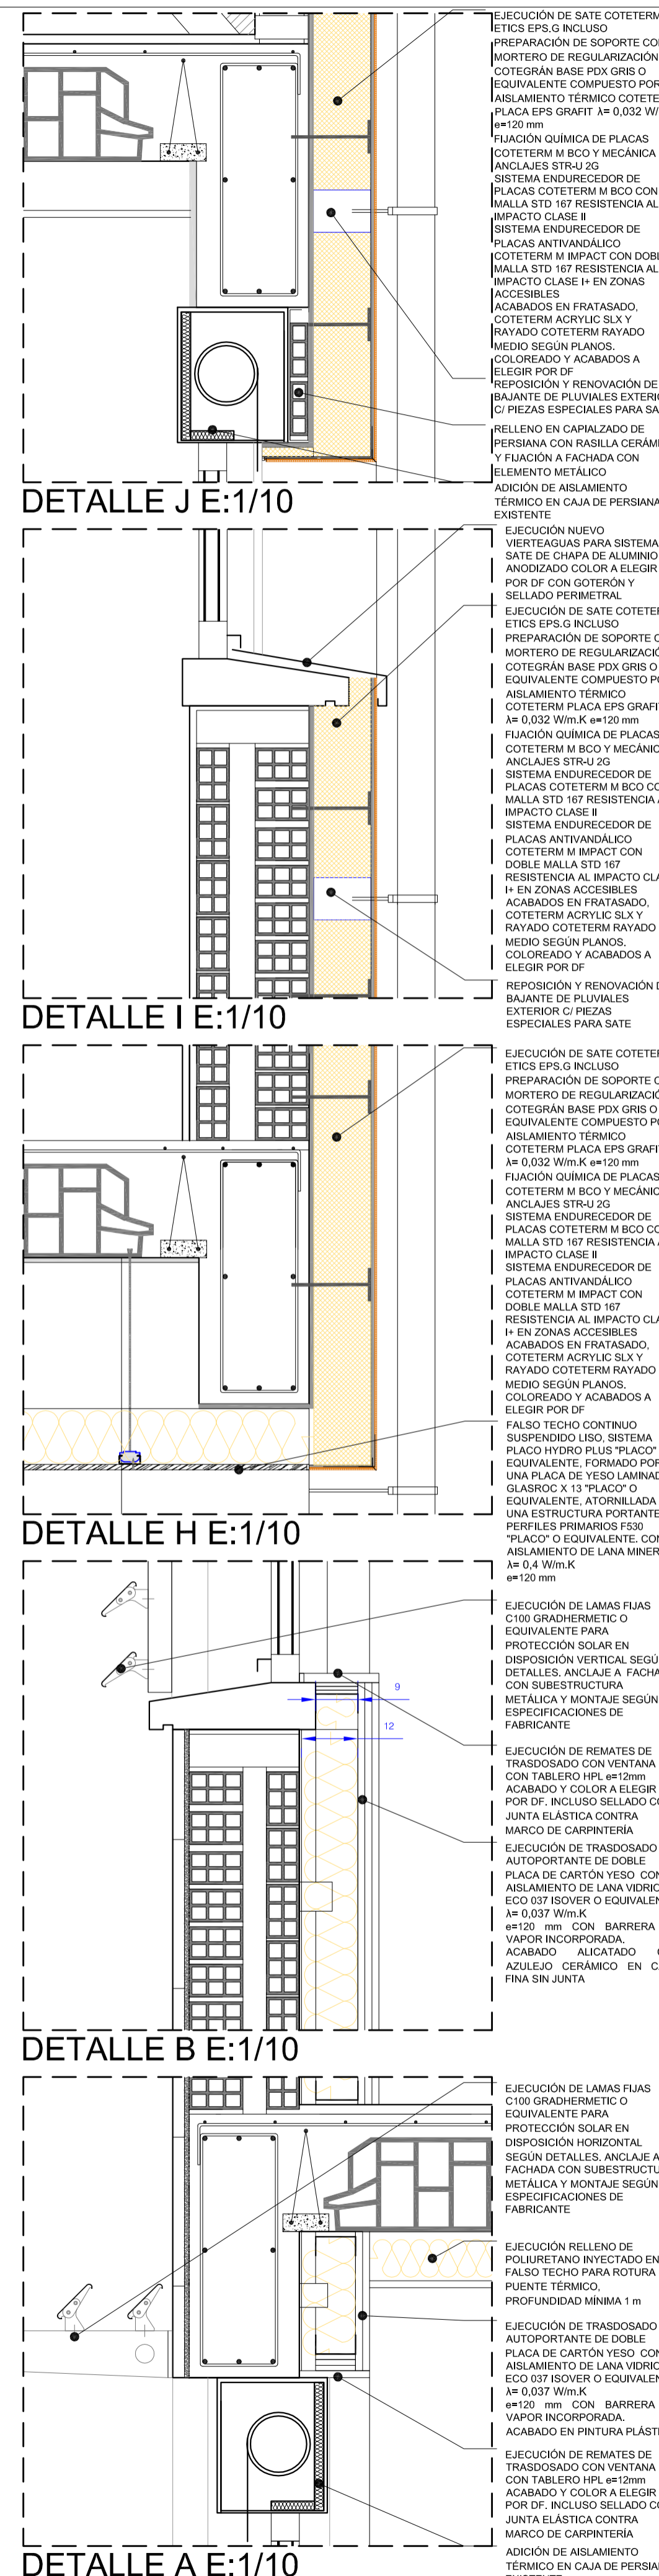 EJECUCIÓN DE SATE COTETERM
ETICS EPS.G INCLUSO
PREPARACIÓN DE SOPORTE CO
MORTERO DE REGULARIZACIÓN
COTEGRÁN BASE PDX GRIS O
EQUIVALENTE COMPUESTO POR
AISLAMIENTO TÉRMICO COTETE
PLACA EPS GRAFIT λ= 0,032 W/
e=120 mm
FIJACIÓN QUÍMICA DE PLACAS
COTETERM M BCO Y MECÁNICA
ANCLAJES STR-U 2G
SISTEMA ENDURECEDOR DE
PLACAS COTETERM M BCO CON
MALLA STD 167 RESISTENCIA AL
IMPACTO CLASE II
SISTEMA ENDURECEDOR DE
PLACAS ANTIVANDÁLICO
COTETERM M IMPACT CON DOBL
MALLA STD 167 RESISTENCIA AL
IMPACTO CLASE I+ EN ZONAS
ACCESIBLES
ACABADOS EN FRATASADO,
COTETERM ACRYLIC SLX Y
RAYADO COTETERM RAYADO
MEDIO SEGÚN PLANOS.
COLOREADO Y ACABADOS A
ELEGIR POR DF
REPOSICIÓN Y RENOVACIÓN DE
BAJANTE DE PLUVIALES EXTERIO
C/ PIEZAS ESPECIALES PARA SA
RELLENO EN CAPIALZADO DE
PERSIANA CON RASILLA CERÁM
Y FIJACIÓN A FACHADA CON
ELEMENTO METÁLICO
ADICIÓN DE AISLAMIENTO
TÉRMICO EN CAJA DE PERSIANA
EXISTENTE
DETALLE J E:1/10
EJECUCIÓN NUEVO
VIERTEAGUAS PARA SISTEMA
SATE DE CHAPA DE ALUMINIO
ANODIZADO COLOR A ELEGIR
POR DF CON GOTERÓN Y
SELLADO PERIMETRAL
EJECUCIÓN DE SATE COTETER
ETICS EPS.G INCLUSO
PREPARACIÓN DE SOPORTE C
MORTERO DE REGULARIZACIÓ
COTEGRÁN BASE PDX GRIS O
EQUIVALENTE COMPUESTO PO
AISLAMIENTO TÉRMICO
COTETERM PLACA EPS GRAFI
λ= 0,032 W/m.K e=120 mm
FIJACIÓN QUÍMICA DE PLACAS
COTETERM M BCO Y MECÁNIC
ANCLAJES STR-U 2G
SISTEMA ENDURECEDOR DE
PLACAS COTETERM M BCO CO
MALLA STD 167 RESISTENCIA A
IMPACTO CLASE II
SISTEMA ENDURECEDOR DE
PLACAS ANTIVANDÁLICO
COTETERM M IMPACT CON
DOBLE MALLA STD 167
RESISTENCIA AL IMPACTO CLA
I+ EN ZONAS ACCESIBLES
ACABADOS EN FRATASADO,
COTETERM ACRYLIC SLX Y
RAYADO COTETERM RAYADO
MEDIO SEGÚN PLANOS.
COLOREADO Y ACABADOS A
ELEGIR POR DF
REPOSICIÓN Y RENOVACIÓN D
BAJANTE DE PLUVIALES
EXTERIOR C/ PIEZAS
ESPECIALES PARA SATE
DETALLE I E:1/10
EJECUCIÓN DE SATE COTETER
ETICS EPS.G INCLUSO
PREPARACIÓN DE SOPORTE C
MORTERO DE REGULARIZACIÓ
COTEGRÁN BASE PDX GRIS O
EQUIVALENTE COMPUESTO PO
AISLAMIENTO TÉRMICO
COTETERM PLACA EPS GRAFI
λ= 0,032 W/m.K e=120 mm
FIJACIÓN QUÍMICA DE PLACAS
COTETERM M BCO Y MECÁNIC
ANCLAJES STR-U 2G
SISTEMA ENDURECEDOR DE
PLACAS COTETERM M BCO CO
MALLA STD 167 RESISTENCIA A
IMPACTO CLASE II
SISTEMA ENDURECEDOR DE
PLACAS ANTIVANDÁLICO
COTETERM M IMPACT CON
DOBLE MALLA STD 167
RESISTENCIA AL IMPACTO CLA
I+ EN ZONAS ACCESIBLES
ACABADOS EN FRATASADO,
COTETERM ACRYLIC SLX Y
RAYADO COTETERM RAYADO
MEDIO SEGÚN PLANOS.
COLOREADO Y ACABADOS A
ELEGIR POR DF
FALSO TECHO CONTINUO
SUSPENDIDO LISO, SISTEMA
PLACO HYDRO PLUS "PLACO"
EQUIVALENTE, FORMADO POR
UNA PLACA DE YESO LAMINAD
GLASROC X 13 "PLACO" O
EQUIVALENTE, ATORNILLADA
UNA ESTRUCTURA PORTANTE
PERFILES PRIMARIOS F530
"PLACO" O EQUIVALENTE. CON
AISLAMIENTO DE LANA MINER
λ= 0,4 W/m.K
e=120 mm
DETALLE H E:1/10
EJECUCIÓN DE LAMAS FIJAS
C100 GRADHERMETIC O
EQUIVALENTE PARA
PROTECCIÓN SOLAR EN
DISPOSICIÓN VERTICAL SEGÚ
DETALLES. ANCLAJE A FACHA
CON SUBESTRUCTURA
METÁLICA Y MONTAJE SEGÚN
ESPECIFICACIONES DE
FABRICANTE
9
12
EJECUCIÓN DE REMATES DE
TRASDOSADO CON VENTANA
CON TABLERO HPL e=12mm
ACABADO Y COLOR A ELEGIR
POR DF. INCLUSO SELLADO CO
JUNTA ELÁSTICA CONTRA
MARCO DE CARPINTERÍA
EJECUCIÓN DE TRASDOSADO
AUTOPORTANTE DE DOBLE
PLACA DE CARTÓN YESO CON
AISLAMIENTO DE LANA VIDRIO
ECO 037 ISOVER O EQUIVALEN
λ= 0,037 W/m.K
e=120 mm CON BARRERA
VAPOR INCORPORADA.
ACABADO ALICATADO C
AZULEJO CERÁMICO EN CA
FINA SIN JUNTA
DETALLE B E:1/10
EJECUCIÓN DE LAMAS FIJAS
C100 GRADHERMETIC O
EQUIVALENTE PARA
PROTECCIÓN SOLAR EN
DISPOSICIÓN HORIZONTAL
SEGÚN DETALLES. ANCLAJE A
FACHADA CON SUBESTRUCTU
METÁLICA Y MONTAJE SEGÚN
ESPECIFICACIONES DE
FABRICANTE
EJECUCIÓN RELLENO DE
POLIURETANO INYECTADO EN
FALSO TECHO PARA ROTURA
PUENTE TÉRMICO,
PROFUNDIDAD MÍNIMA 1 m
EJECUCIÓN DE TRASDOSADO
AUTOPORTANTE DE DOBLE
PLACA DE CARTÓN YESO CON
AISLAMIENTO DE LANA VIDRIO
ECO 037 ISOVER O EQUIVALEN
λ= 0,037 W/m.K
e=120 mm CON BARRERA
VAPOR INCORPORADA.
ACABADO EN PINTURA PLÁST
EJECUCIÓN DE REMATES DE
TRASDOSADO CON VENTANA
CON TABLERO HPL e=12mm
ACABADO Y COLOR A ELEGIR
POR DF. INCLUSO SELLADO CO
JUNTA ELÁSTICA CONTRA
MARCO DE CARPINTERÍA
ADICIÓN DE AISLAMIENTO
TÉRMICO EN CAJA DE PERSIA
DETALLE A E:1/10